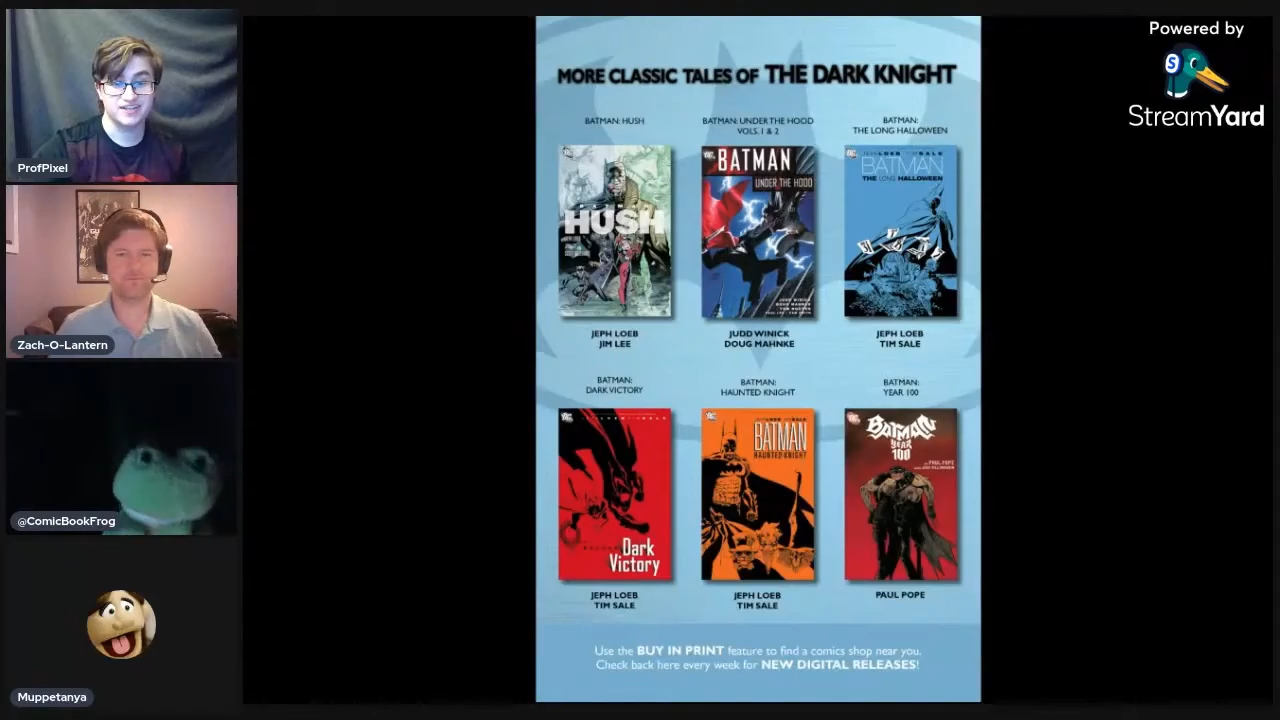 ProfPixel
Zach-O-Lantern
@ComicBookFrog
Muppetanya
MORE CLASSIC TALES OF THE DARK KNIGHT
BATMAN: HUSH
HUSH
JEPH LOEB
JIM LEE
BATMAN: UNDER THE HOOD
VOLS. 1 & 2
BATMAN
UNDER THE HOOD
JUDD WINICK
DOUG MAHNKE
BATMAN:
THE LONG HALLOWEEN
BATMAN
THE LONG HALLOWEEN
JEPH LOEB
TIM SALE
BATMAN:
DARK VICTORY
Dark
Victory
JEPH LOEB
TIM SALE
BATMAN:
HAUNTED KNIGHT
BATMAN
HAUNTED KNIGHT
JEPH LOEB
TIM SALE
BATMAN:
YEAR 100
BATMAN
YEAR
100
PAUL POPE
Use the BUY IN PRINT feature to find a comics shop near you.
Check back here every week for NEW DIGITAL RELEASES!
Powered by
S
StreamYard